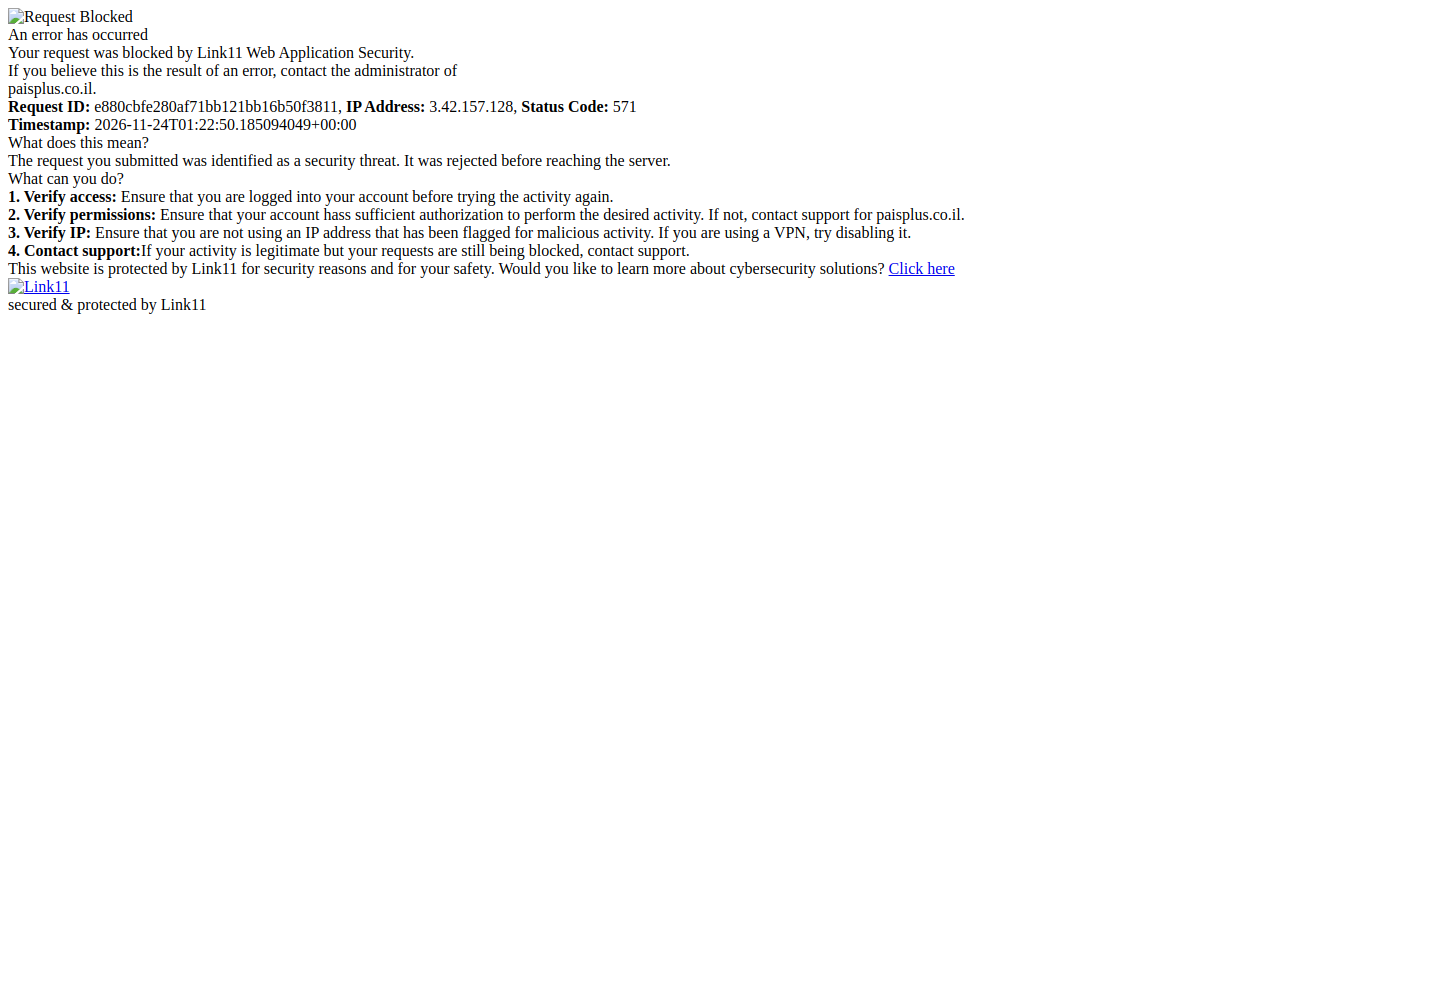 Request Blocked
An error has occurred
Your request was blocked by Link11 Web Application Security.
If you believe this is the result of an error, contact the administrator of
paisplus.co.il.
Request ID: e880cbfe280af71bb121bb16b50f3811, IP Address: 3.42.157.128, Status Code: 571
Timestamp: 2026-11-24T01:22:50.185094049+00:00
What does this mean?
The request you submitted was identified as a security threat. It was rejected before reaching the server.
What can you do?
1. Verify access: Ensure that you are logged into your account before trying the activity again.
2. Verify permissions: Ensure that your account hass sufficient authorization to perform the desired activity. If not, contact support for paisplus.co.il.
3. Verify IP: Ensure that you are not using an IP address that has been flagged for malicious activity. If you are using a VPN, try disabling it.
4. Contact support:If your activity is legitimate but your requests are still being blocked, contact support.
This website is protected by Link11 for security reasons and for your safety. Would you like to learn more about cybersecurity solutions? Click here
Link11
secured & protected by Link11